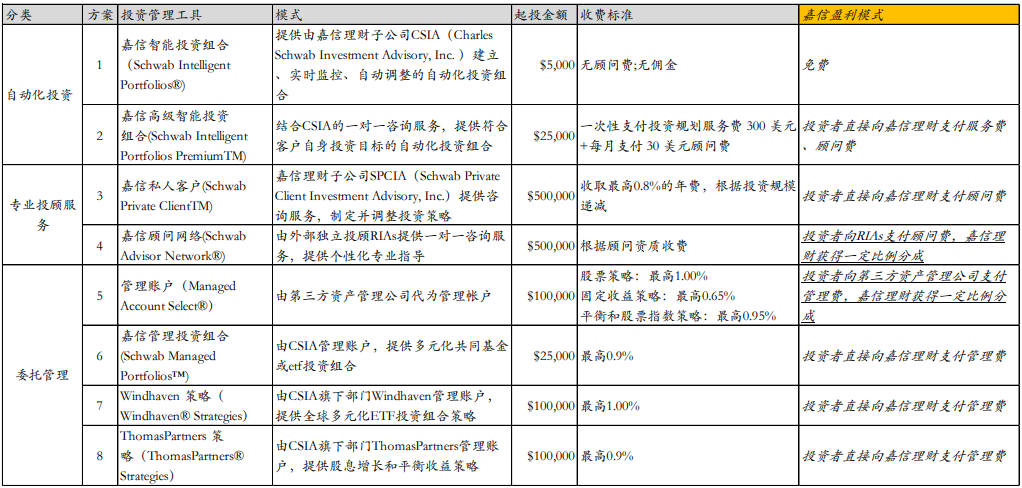 分类 方案 投资管理工具 模式 起投金额 收费标准 嘉信盈利模式
自动化投资
1
嘉信智能投资组合
（Schwab Intelligent
Portfolios®)
提供由嘉信理财子公司CSIA（Charles
Schwab Investment Advisory, Inc.）建立
、实时监控、自动调整的自动化投资组
合
$5,000
无顾问费;无佣金
免费
2
嘉信高级智能投资
组合(Schwab Intelligent
Portfolios PremiumTM)
结合CSIA的一对一咨询服务，提供符合
客户自身投资目标的自动化投资组合
$25,000
一次性支付投资规划服务费 300 美元
+每月支付 30 美元顾问费
投资者直接向嘉信理财支付服务费
、顾问费
专业投顾服
务
3
嘉信私人客户(Schwab
Private ClientTM)
嘉信理财子公司SPCIA（Schwab Private
Client Investment Advisory, Inc.）提供咨
询服务，制定并调整投资策略
$500,000
收取最高0.8%的年费，根据投资规模
递减
投资者直接向嘉信理财支付顾问费
4
嘉信顾问网络(Schwab
Advisor Network®)
由外部独立投顾RIAs提供一对一咨询服
务，提供个性化专业指导
$500,000
根据顾问资质收费
投资者向RIAs支付顾问费，嘉信理
财获得一定比例分成
委托管理
5
管理账户（Managed
Account Select®）
由第三方资产管理公司代为管理帐户
$100,000
股票策略：最高1.00%
固定收益策略：最高0.65%
平衡和股票指数策略：最高0.95%
投资者向第三方资产管理公司支付
管理费，嘉信理财获得一定比例分
成
6
嘉信管理投资组合
(Schwab Managed
Portfolios™)
由CSIA管理账户，提供多元化共同基金
或etf投资组合
$25,000
最高0.9%
投资者直接向嘉信理财支付管理费
7
Windhaven 策略（
Windhaven® Strategies）
由CSIA旗下部门Windhaven管理账户，
提供全球多元化ETF投资组合策略
$100,000
最高1.00%
投资者直接向嘉信理财支付管理费
8
ThomasPartners 策
略（ThomasPartners®
Strategies）
由CSIA旗下部门ThomasPartners管理账
户，提供股息增长和平衡收益策略
$100,000
最高0.9%
投资者直接向嘉信理财支付管理费